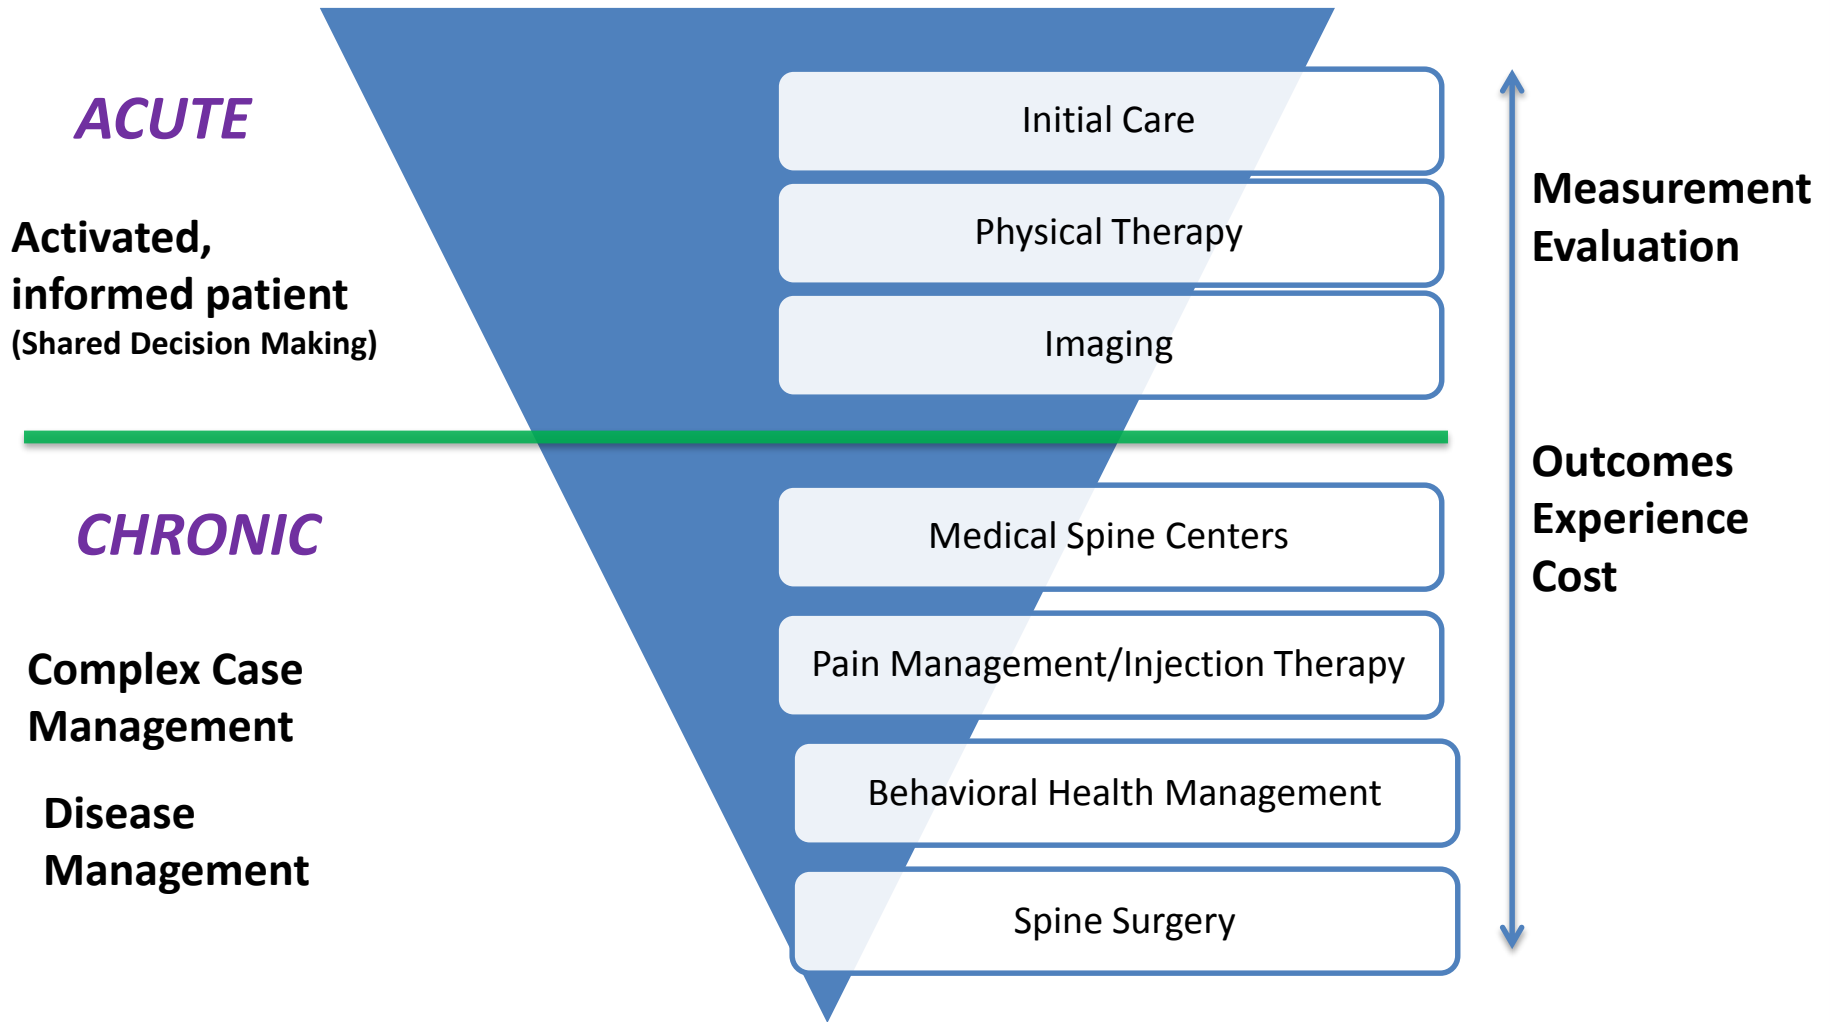 ACUTE
Activated,
informed patient
(Shared Decision Making)
Initial Care
Physical Therapy
Imaging
Measurement
Evaluation
Outcomes
Experience
Cost
CHRONIC
Complex Case
Management
Disease
Management
Medical Spine Centers
Pain Management/Injection Therapy
Behavioral Health Management
Spine Surgery